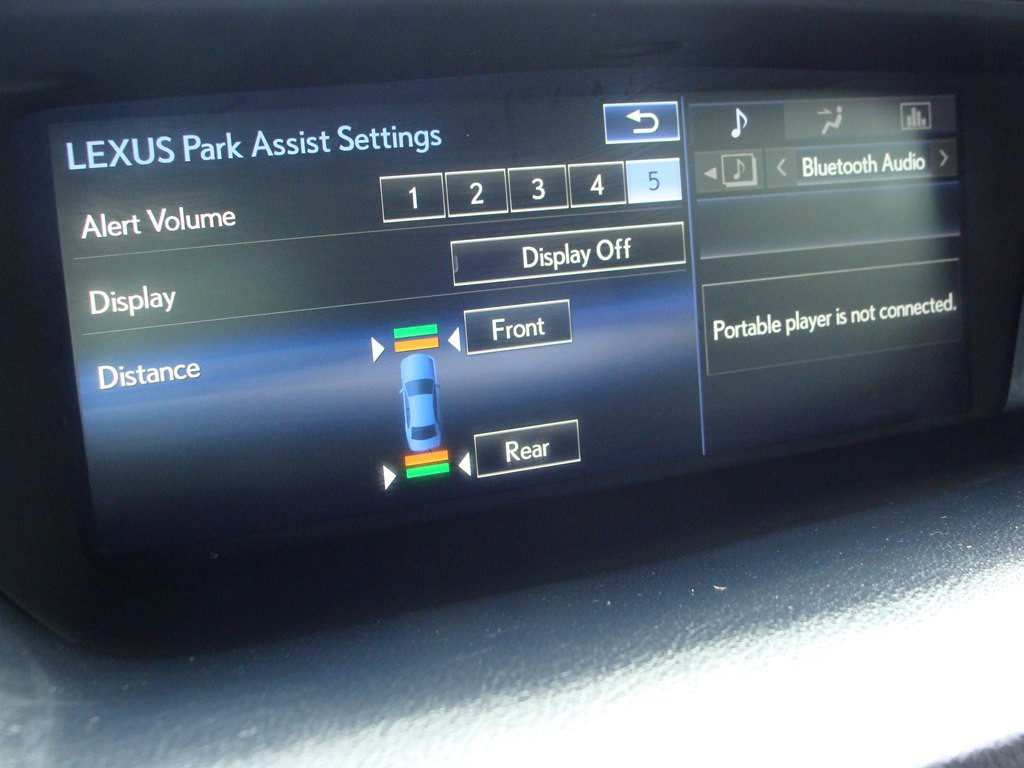 LEXUS Park Assist Settings
Alert Volume
1 2 3 4 5
Display
Display Off
Distance
Front
Rear
Bluetooth Audio
Portable player is not connected.